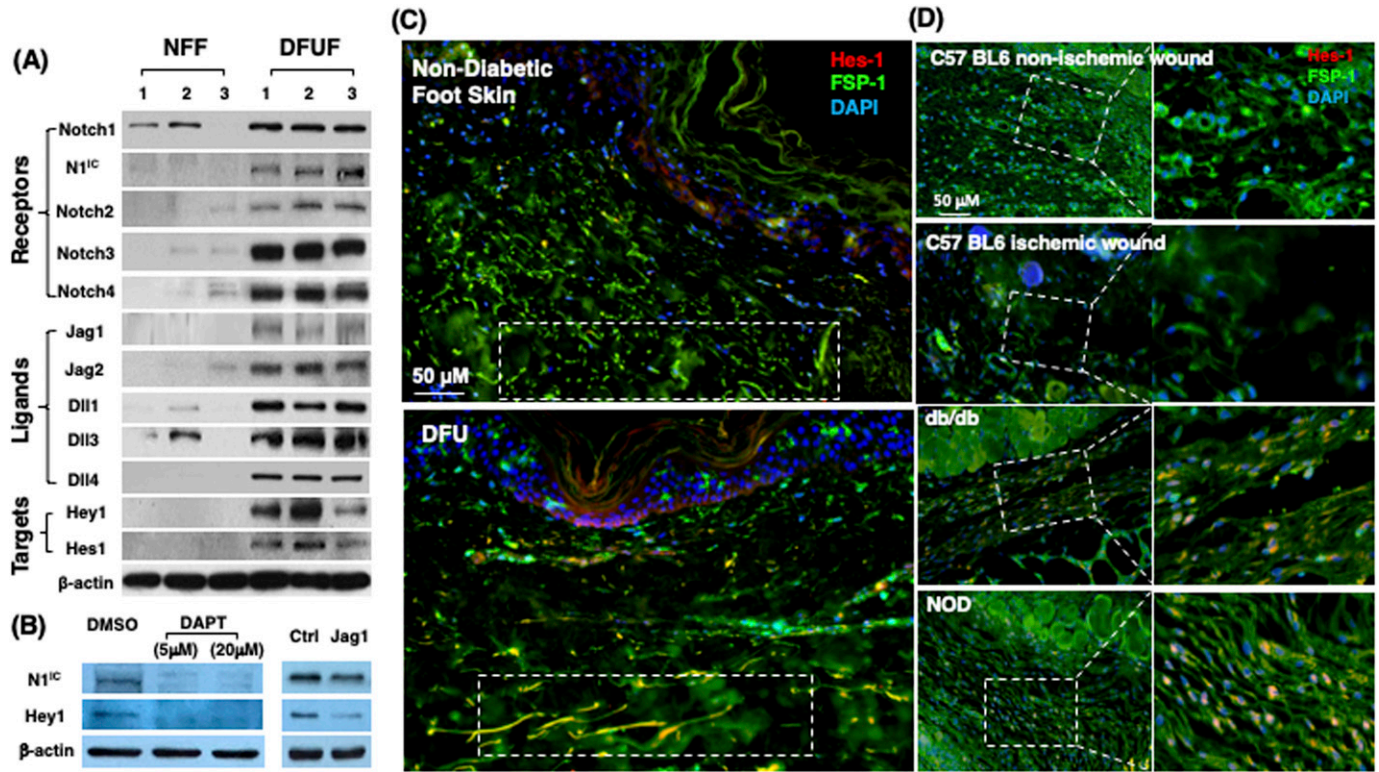 (A)
NFF DFUF
1 2 3 1 2 3
Receptors
Notch1
N1ᴵᶜ
Notch2
Notch3
Notch4
Ligands
Jag1
Jag2
Dll1
Dll3
Dll4
Targets
Hey1
Hes1
β-actin
(B)
DMSO DAPT Ctrl Jag1
(5μM) (20μM)
N1ᴵᶜ
Hey1
β-actin
(C)
Non-Diabetic
Foot Skin
Hes-1
FSP-1
DAPI
50 μM
DFU
(D)
C57 BL6 non-ischemic wound
Hes-1
FSP-1
DAPI
50 μM
C57 BL6 ischemic wound
db/db
NOD